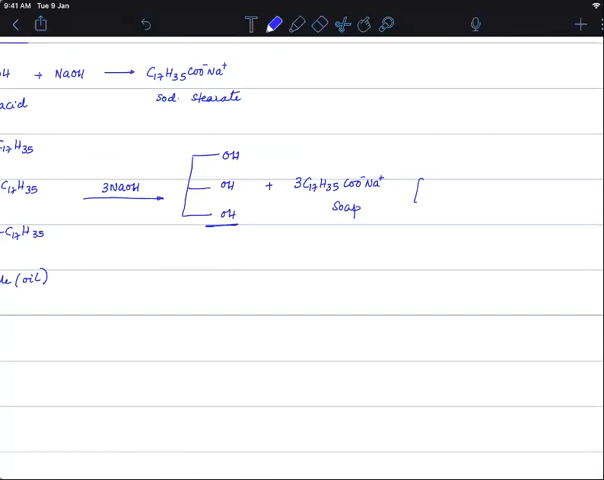 9:41 AM Tue 9 Jan
H + NaOH → C17H35COO⁻Na⁺
acid sod. stearate
C17H35
OH
C17H35 3NaOH OH + 3C17H35COO⁻Na⁺ [
OH soap
-C17H35
de (oil)